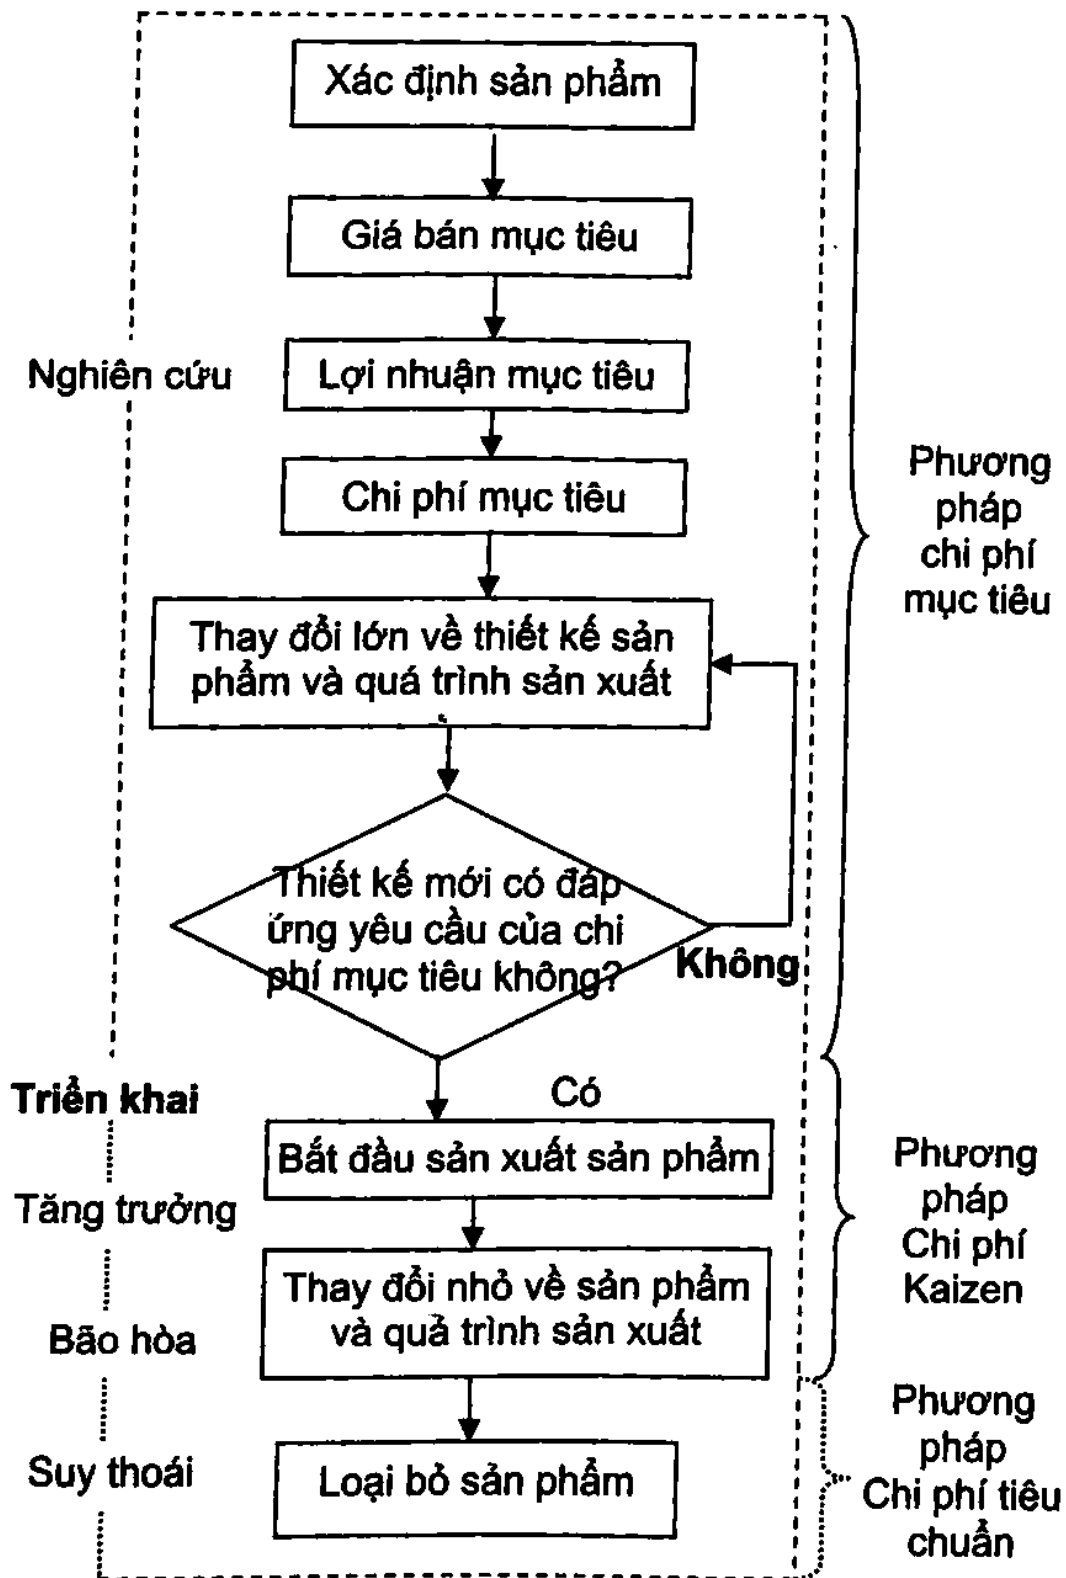 Xác định sản phẩm
Giá bán mục tiêu
Nghiên cứu
Lợi nhuận mục tiêu
Chi phí mục tiêu
Phương
pháp
chi phí
mục tiêu
Thay đổi lớn về thiết kế sản
phẩm và quá trình sản xuất
Thiết kế mới có đáp
ứng yêu cầu của chi
phí mục tiêu không?
Không
Triển khai
Có
Bắt đầu sản xuất sản phẩm
Tăng trưởng
Phương
pháp
Chi phí
Kaizen
Thay đổi nhỏ về sản phẩm
và quả trình sản xuất
Bão hòa
Suy thoái
Loại bỏ sản phẩm
Phương
pháp
Chi phí tiêu
chuẩn